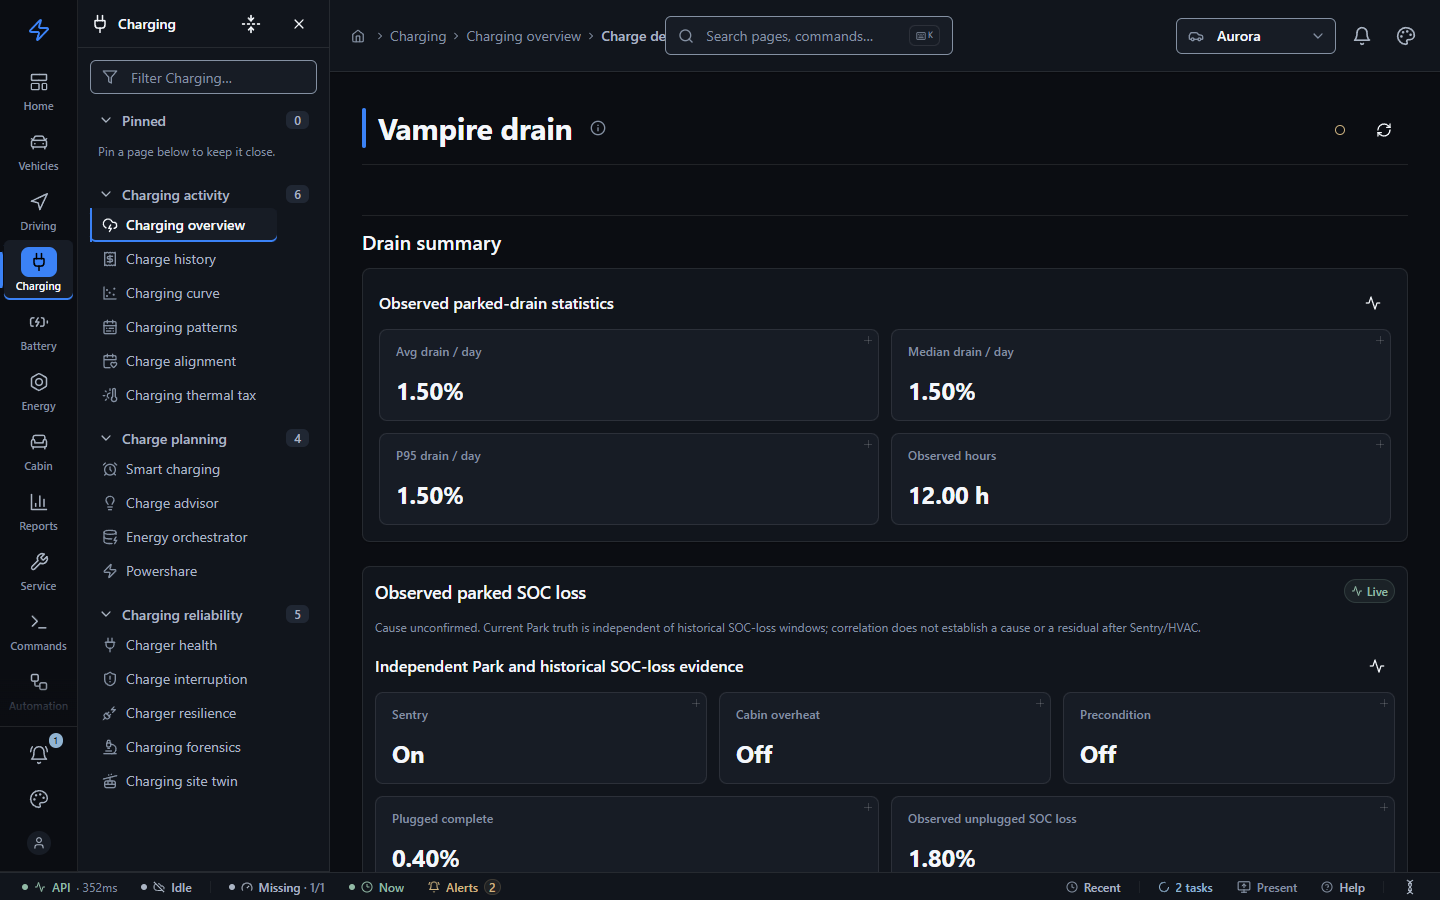 Charging
Charging
Charging overview
Charge de
Search pages, commands...
K
Aurora
Home
Vehicles
Driving
Charging
Battery
Energy
Cabin
Reports
Service
Commands
Automation
1
Filter Charging...
Pinned
0
Pin a page below to keep it close.
Charging activity
6
Charging overview
Charge history
Charging curve
Charging patterns
Charge alignment
Charging thermal tax
Charge planning
4
Smart charging
Charge advisor
Energy orchestrator
Powershare
Charging reliability
5
Charger health
Charge interruption
Charger resilience
Charging forensics
Charging site twin
Vampire drain
Drain summary
Observed parked-drain statistics
Avg drain / day
1.50%
Median drain / day
1.50%
P95 drain / day
1.50%
Observed hours
12.00 h
Observed parked SOC loss
Live
Cause unconfirmed. Current Park truth is independent of historical SOC-loss windows; correlation does not establish a cause or a residual after Sentry/HVAC.
Independent Park and historical SOC-loss evidence
Sentry
On
Cabin overheat
Off
Precondition
Off
Plugged complete
0.40%
Observed unplugged SOC loss
1.80%
API · 352ms
Idle
Missing · 1/1
Now
Alerts 2
Recent
2 tasks
Present
Help